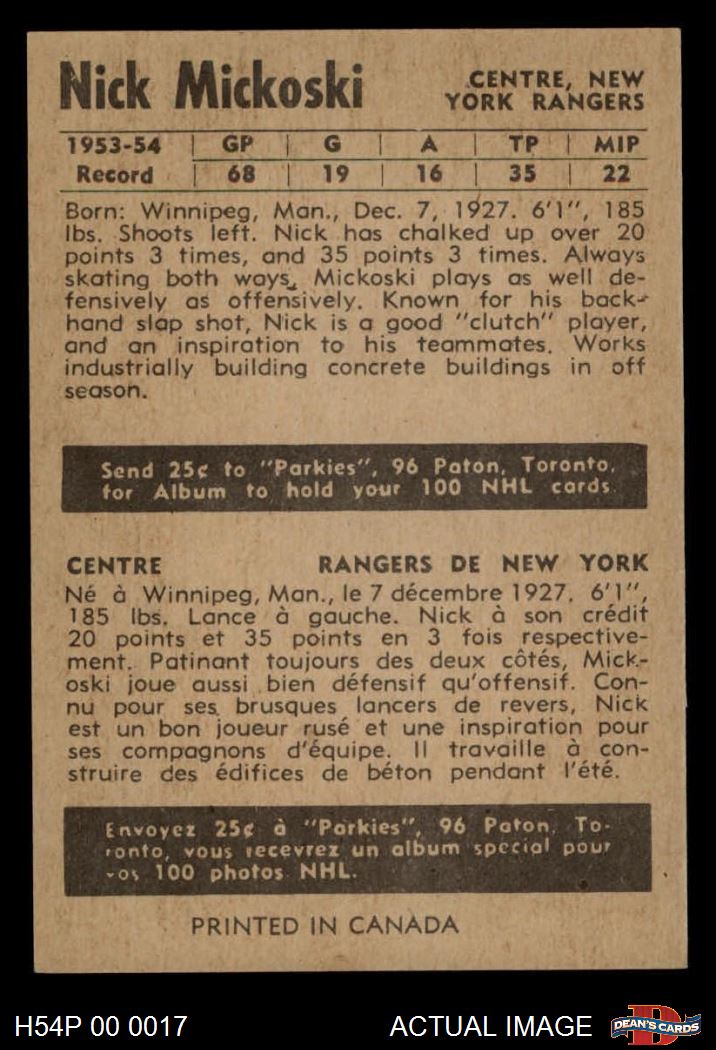 Nick Mickoski
CENTRE, NEW
YORK RANGERS
1953-54 | GP | G | A | TP | MIP
Record | 68 | 19 | 16 | 35 | 22
Born: Winnipeg, Man., Dec. 7, 1927. 6'1", 185
lbs. Shoots left. Nick has chalked up over 20
points 3 times, and 35 points 3 times. Always
skating both ways, Mickoski plays as well de-
fensively as offensively. Known for his back-
hand slap shot, Nick is a good "clutch" player,
and an inspiration to his teammates. Works
industrially building concrete buildings in off
season.
Send 25¢ to "Parkies", 96 Paton, Toronto,
for Album to hold your 100 NHL cards.
CENTRE RANGERS DE NEW YORK
Né à Winnipeg, Man., le 7 décembre 1927. 6'1",
185 lbs. Lance à gauche. Nick à son crédit
20 points et 35 points en 3 fois respective-
ment. Patinant toujours des deux côtés, Mick-
oski joue aussi bien défensif qu'offensif. Con-
nu pour ses brusques lancers de revers, Nick
est un bon joueur rusé et une inspiration pour
ses compagnons d'équipe. Il travaille à con-
struire des édifices de béton pendant l'été.
Envoyez 25¢ à "Parkies", 96 Paton, To-
ronto, vous recevrez un album special pour
vos 100 photos NHL.
PRINTED IN CANADA
H54P 00 0017
ACTUAL IMAGE
DEAN'S CARDS